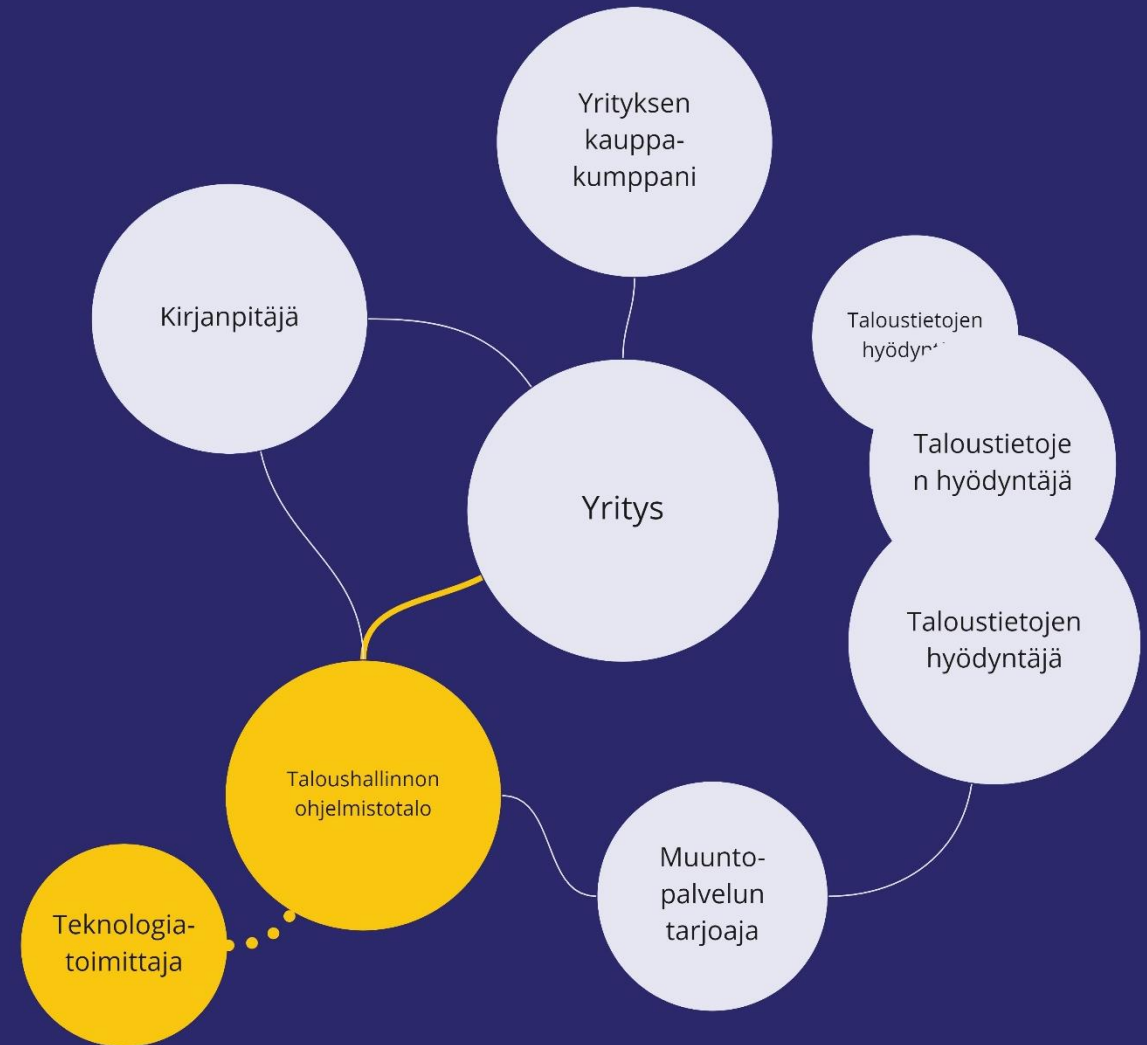 Yrityksen
kauppa-
kumppani
Kirjanpitäjä
Taloustietojen
Taloustietoje
n hyödyntäjä
Yritys
Taloustietojen
hyödyntäjä
Taloushallinnon
ohjelmistotalo
Muunto-
palvelun
tarjoaja
Teknologia-
toimittaja